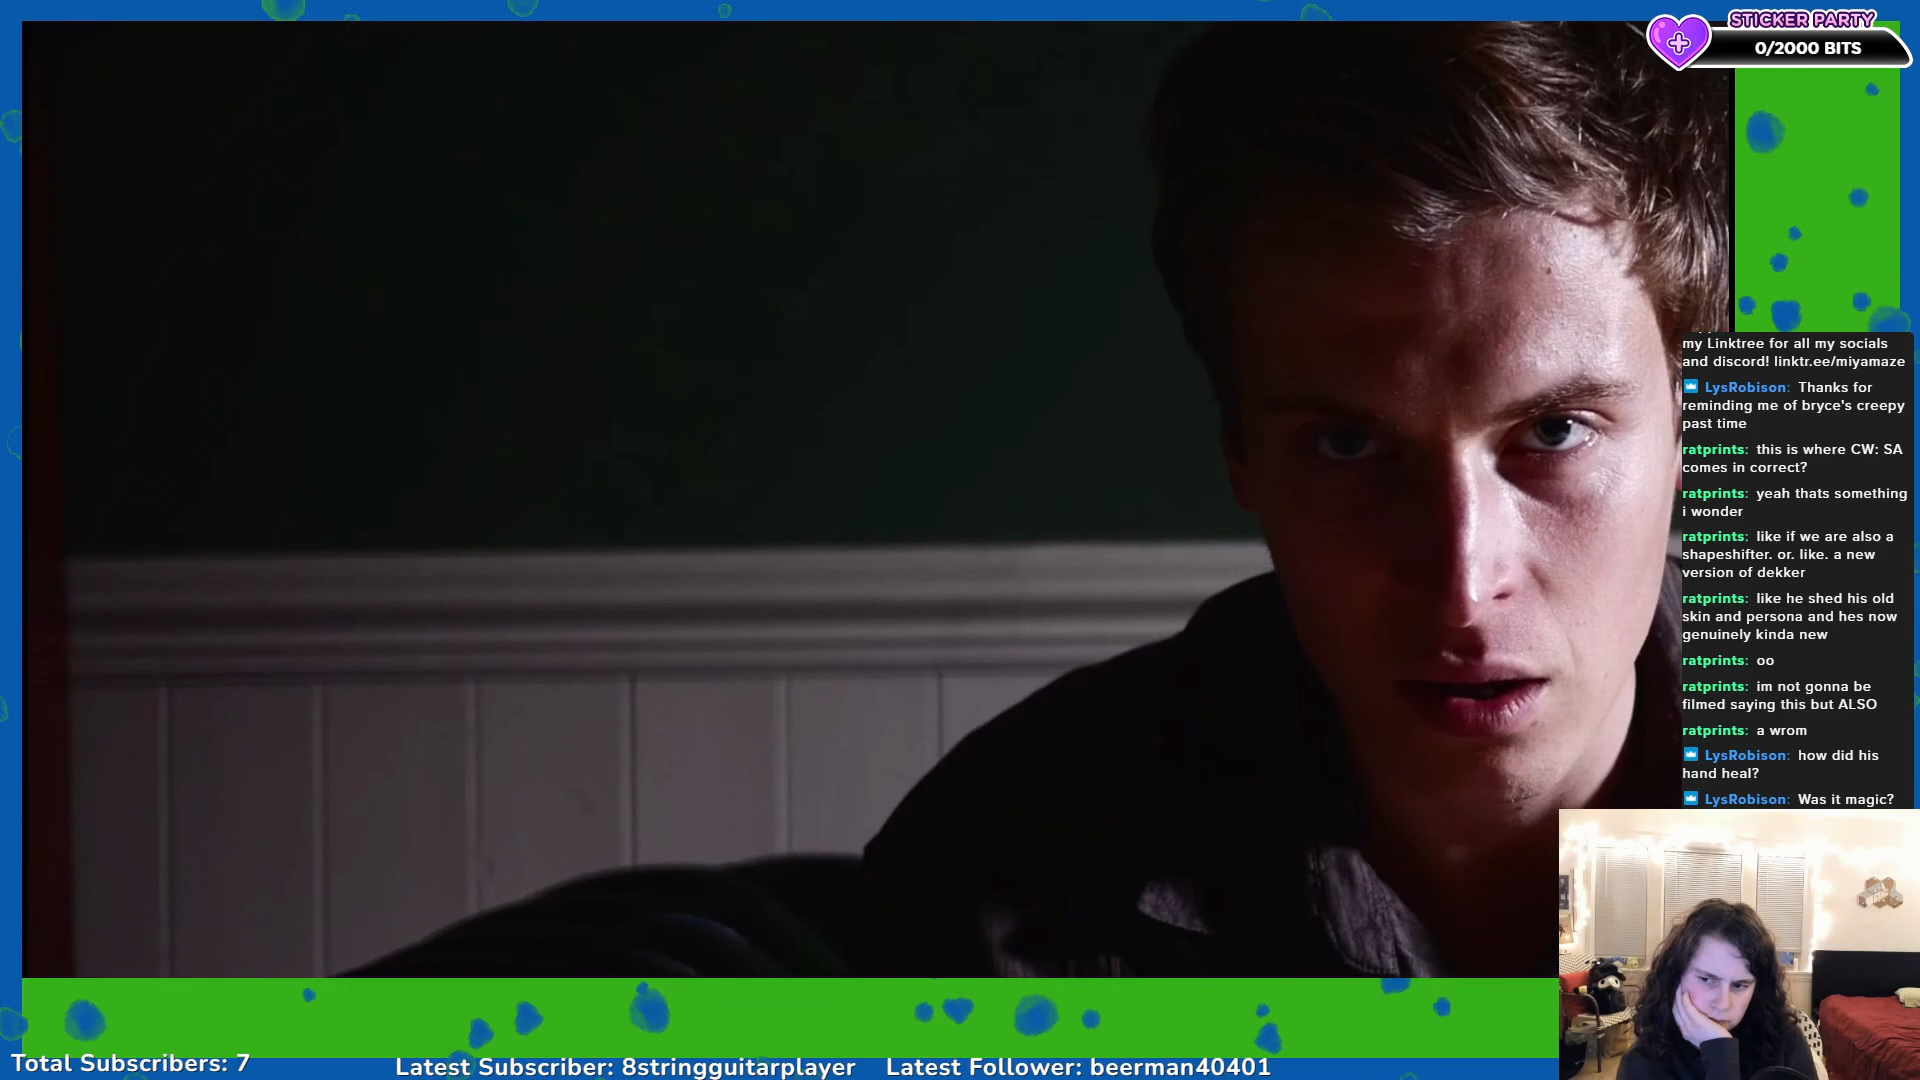 STICKER PARTY
0/2000 BITS
my Linktree for all my socials
and discord! linktr.ee/miyamaze
LysRobison: Thanks for
reminding me of bryce's creepy
past time
ratprints: this is where CW: SA
comes in correct?
ratprints: yeah thats something
i wonder
ratprints: like if we are also a
shapeshifter. or. like. a new
version of dekker
ratprints: like he shed his old
skin and persona and hes now
genuinely kinda new
ratprints: oo
ratprints: im not gonna be
filmed saying this but ALSO
ratprints: a wrom
LysRobison: how did his
hand heal?
LysRobison: Was it magic?
Total Subscribers: 7
Latest Subscriber: 8stringguitarplayer
Latest Follower: beerman40401